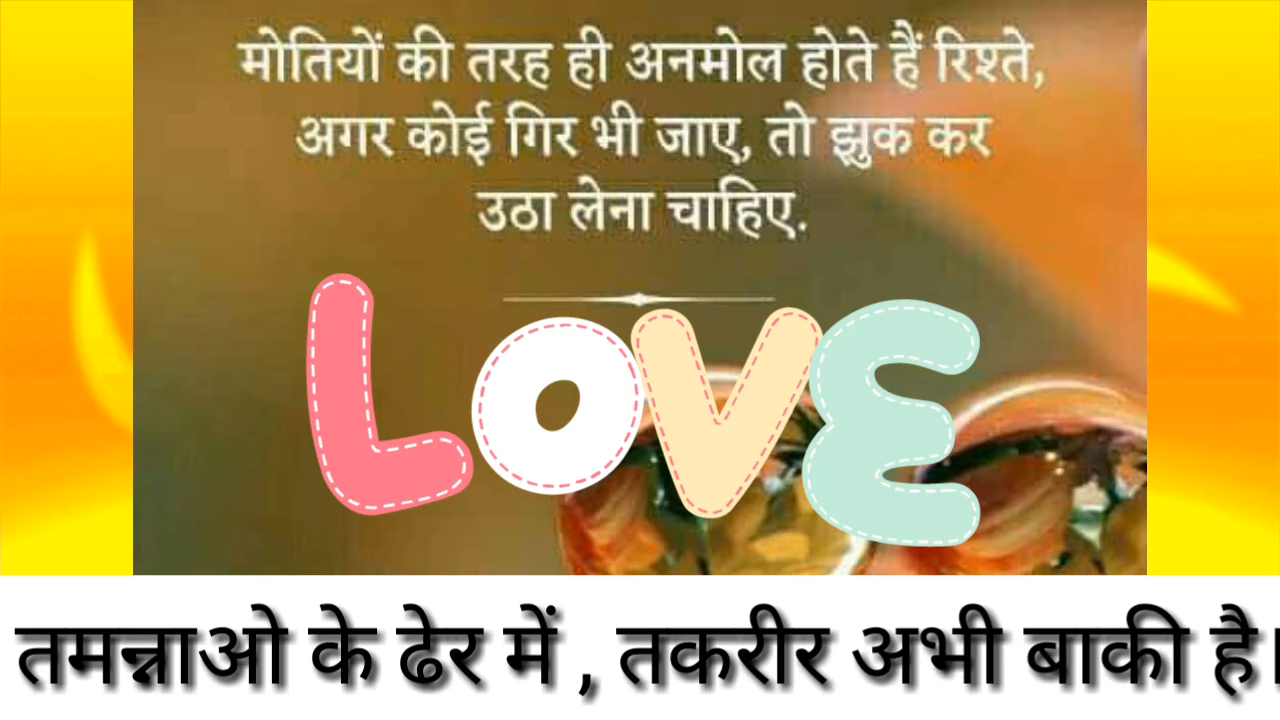 मोतियों की तरह ही अनमोल होते हैं रिश्ते,
अगर कोई गिर भी जाए, तो झुक कर
उठा लेना चाहिए.
LOVE
तमन्नाओ के ढेर में , तकरीर अभी बाकी है।